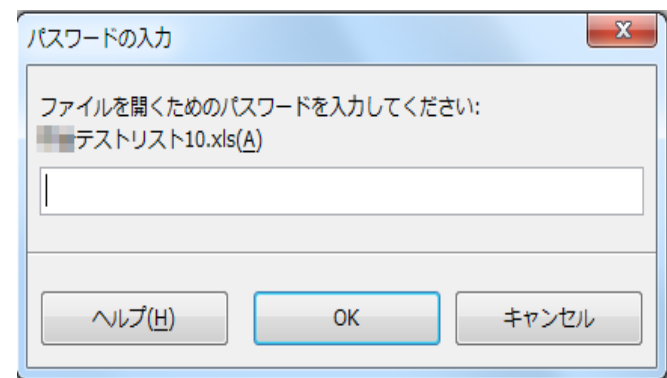 パスワードの入力
X
ファイルを開くためのパスワードを入力してください:
テストリスト10.xls(A)
ヘルプ(H)
OK
キャンセル